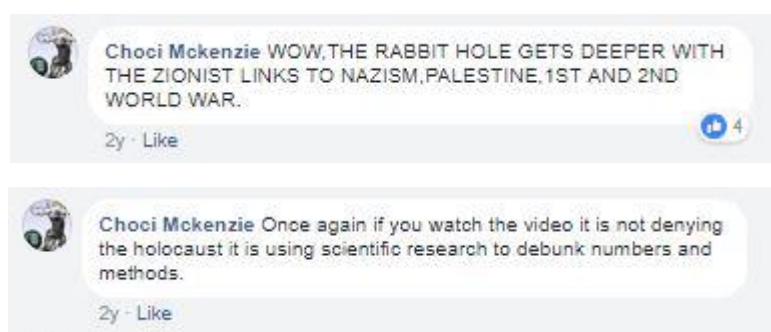 Choci Mckenzie WOW,THE RABBIT HOLE GETS DEEPER WITH
THE ZIONIST LINKS TO NAZISM,PALESTINE,1ST AND 2ND
WORLD WAR.
4
2y · Like
Choci Mckenzie Once again if you watch the video it is not denying
the holocaust it is using scientific research to debunk numbers and
methods.
2y · Like